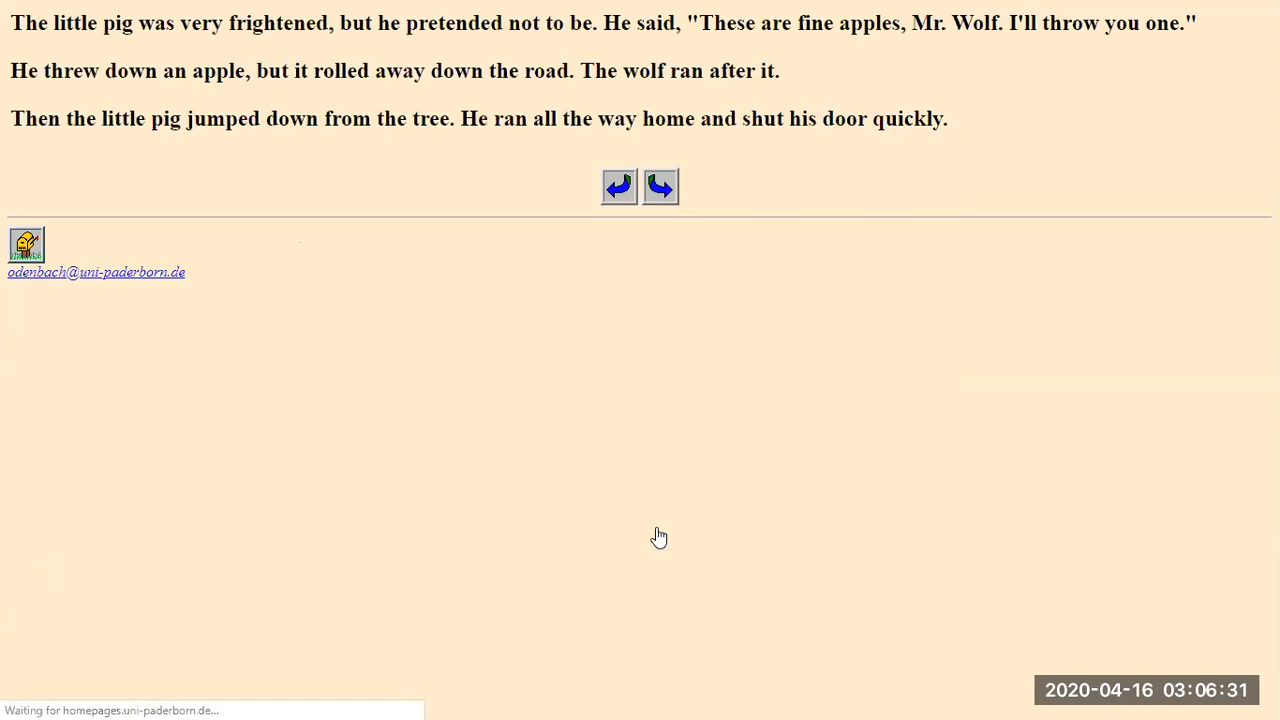 The little pig was very frightened, but he pretended not to be. He said, "These are fine apples, Mr. Wolf. I'll throw you one."
He threw down an apple, but it rolled away down the road. The wolf ran after it.
Then the little pig jumped down from the tree. He ran all the way home and shut his door quickly.
odenbach@uni-paderborn.de
2020-04-16 03:06:31
Waiting for homepages.uni-paderborn.de...